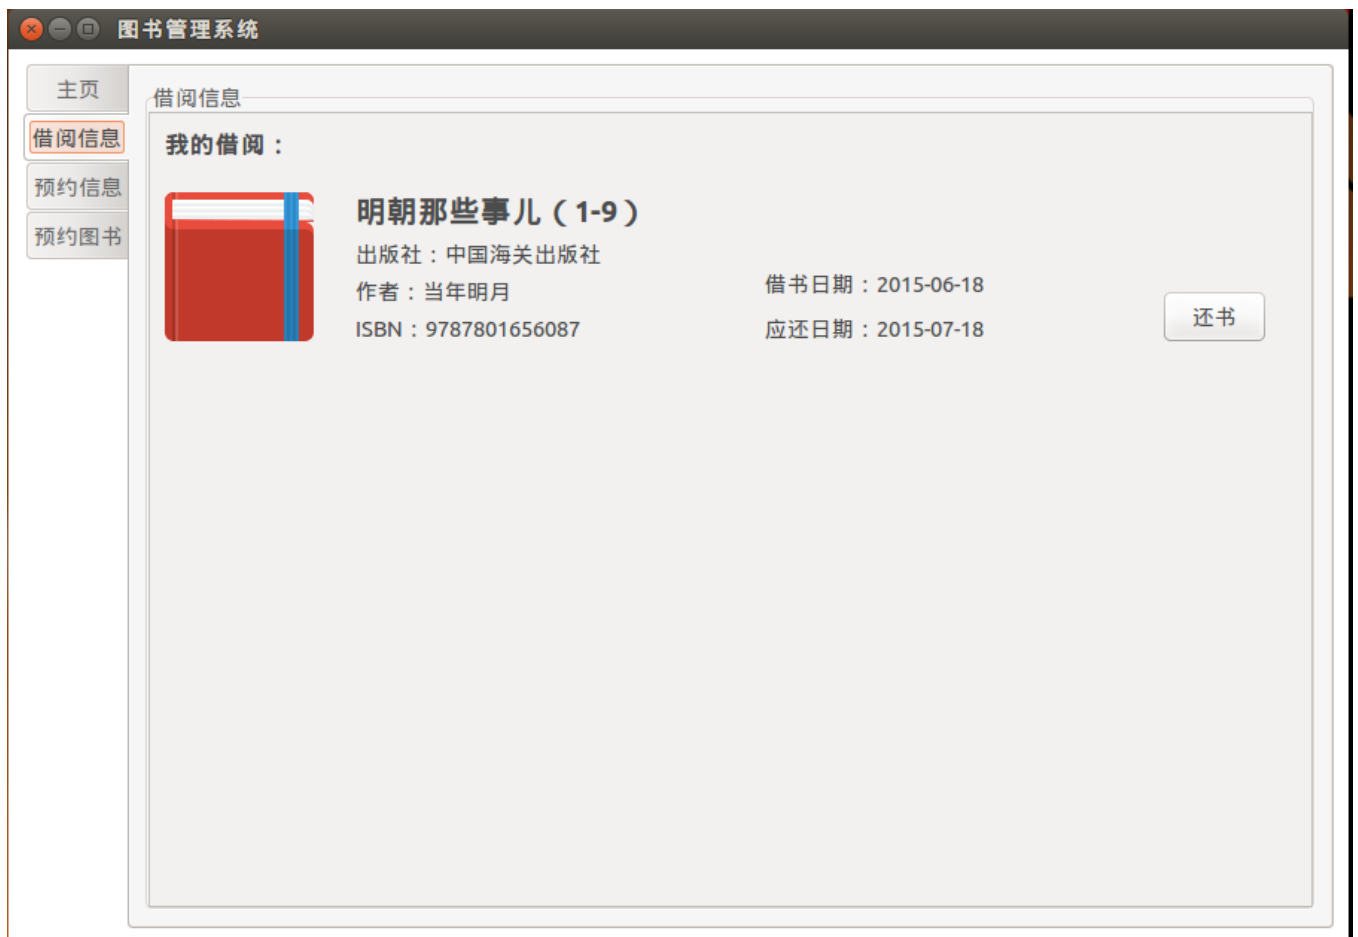 图书管理系统
主页
借阅信息
预约信息
预约图书
借阅信息
我的借阅：
明朝那些事儿（1-9）
出版社：中国海关出版社
作者：当年明月
ISBN：9787801656087
借书日期：2015-06-18
应还日期：2015-07-18
还书